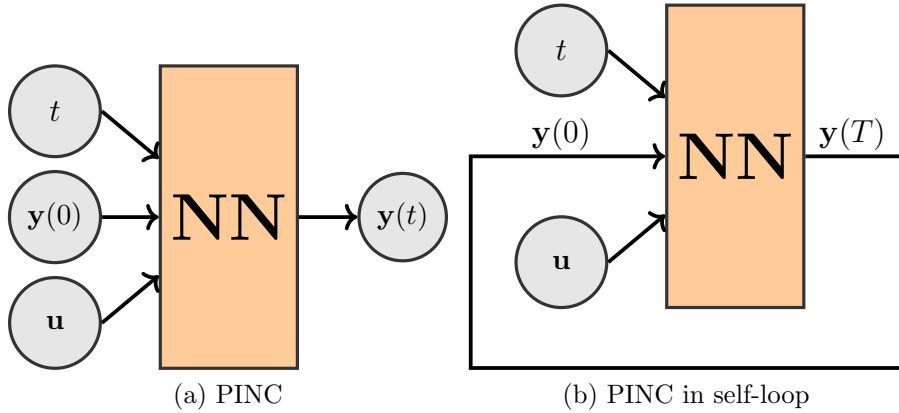 t
y(0)
u
NN
y(t)
(a) PINC
t
y(0)
u
NN
y(T)
(b) PINC in self-loop